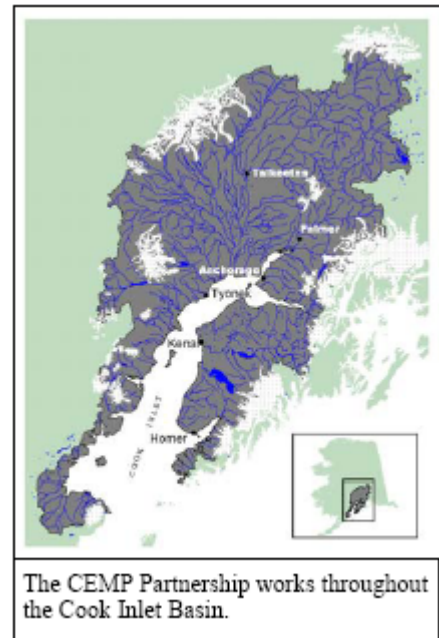 Talkeetna
Palmer
Anchorage
Tyonek
Kenai
COOK INLET
Homer
The CEMP Partnership works throughout
the Cook Inlet Basin.